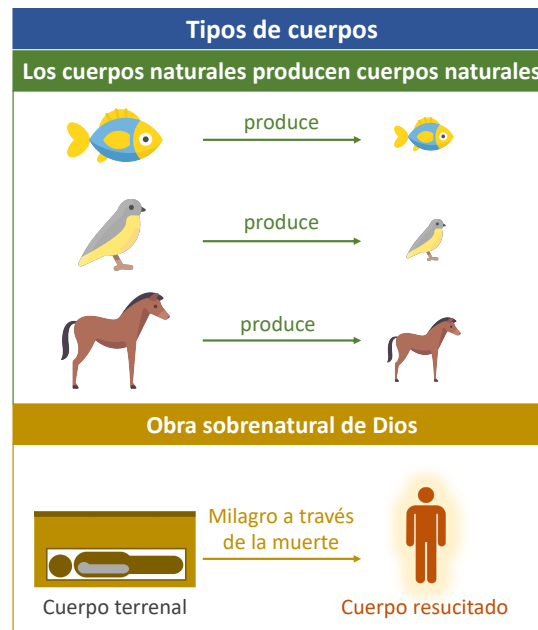 Tipos de cuerpos
Los cuerpos naturales producen cuerpos naturales
produce
produce
produce
Obra sobrenatural de Dios
Milagro a través
de la muerte
Cuerpo terrenal
Cuerpo resucitado